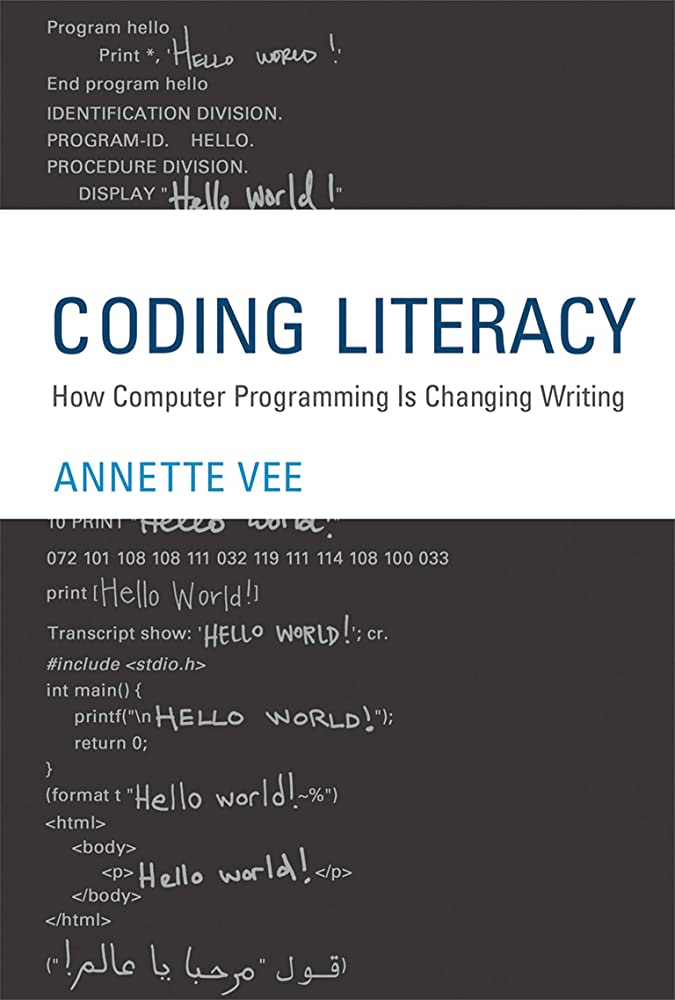 Program hello
Print *, 'HELLO WORLD!'
End program hello
IDENTIFICATION DIVISION.
PROGRAM-ID. HELLO.
PROCEDURE DIVISION.
DISPLAY "Hello World!"
CODING LITERACY
How Computer Programming Is Changing Writing
ANNETTE VEE
10 PRINT "Hello World!"
072 101 108 108 111 032 119 111 114 108 100 033
print [Hello World!]
Transcript show: 'HELLO WORLD!'; cr.
#include <stdio.h>
int main() {
printf("\n HELLO WORLD!");
return 0;
}
(format t "Hello world!~%")
<html>
<body>
<p>Hello world!</p>
</body>
</html>
(قول "مرحبا يا عالم!")